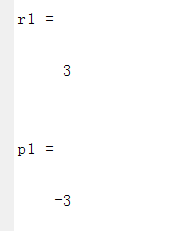 r1 =
3
p1 =
-3